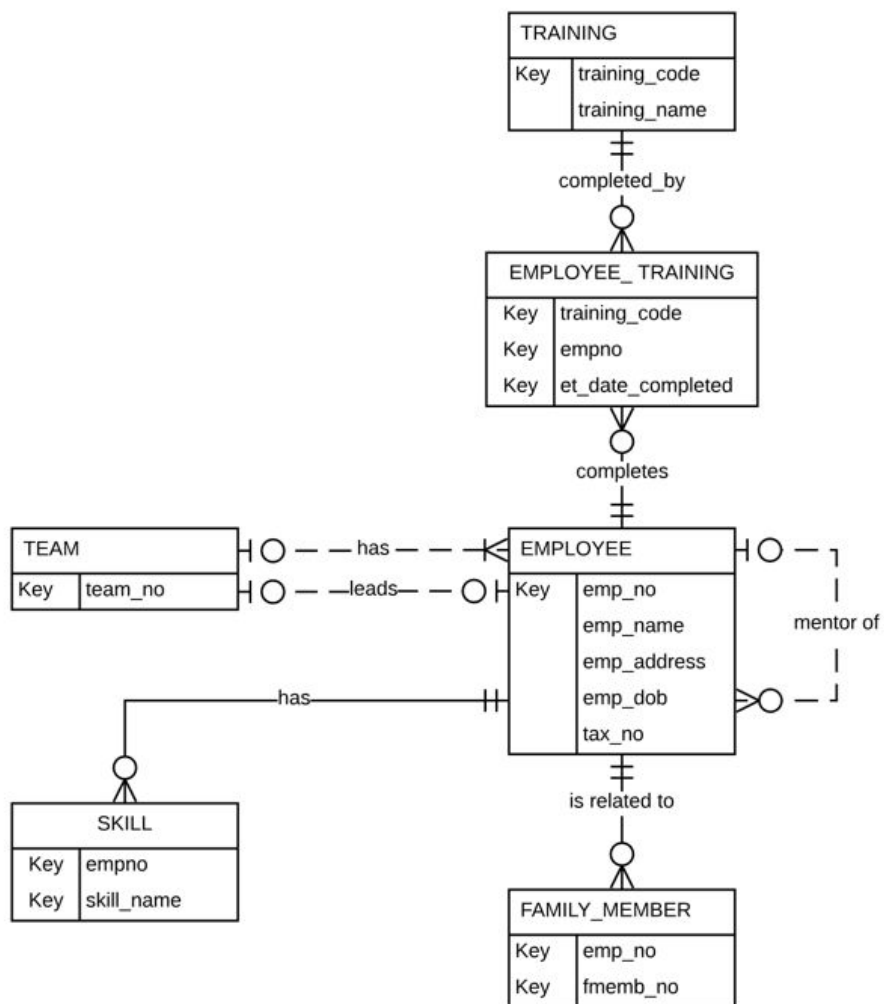 TRAINING
Key training_code
training_name
completed_by
EMPLOYEE_ TRAINING
Key training_code
Key empno
Key et_date_completed
completes
TEAM
Key team_no
has
leads
EMPLOYEE
Key emp_no
emp_name
emp_address
emp_dob
tax_no
mentor of
has
is related to
SKILL
Key empno
Key skill_name
FAMILY_MEMBER
Key emp_no
Key fmemb_no